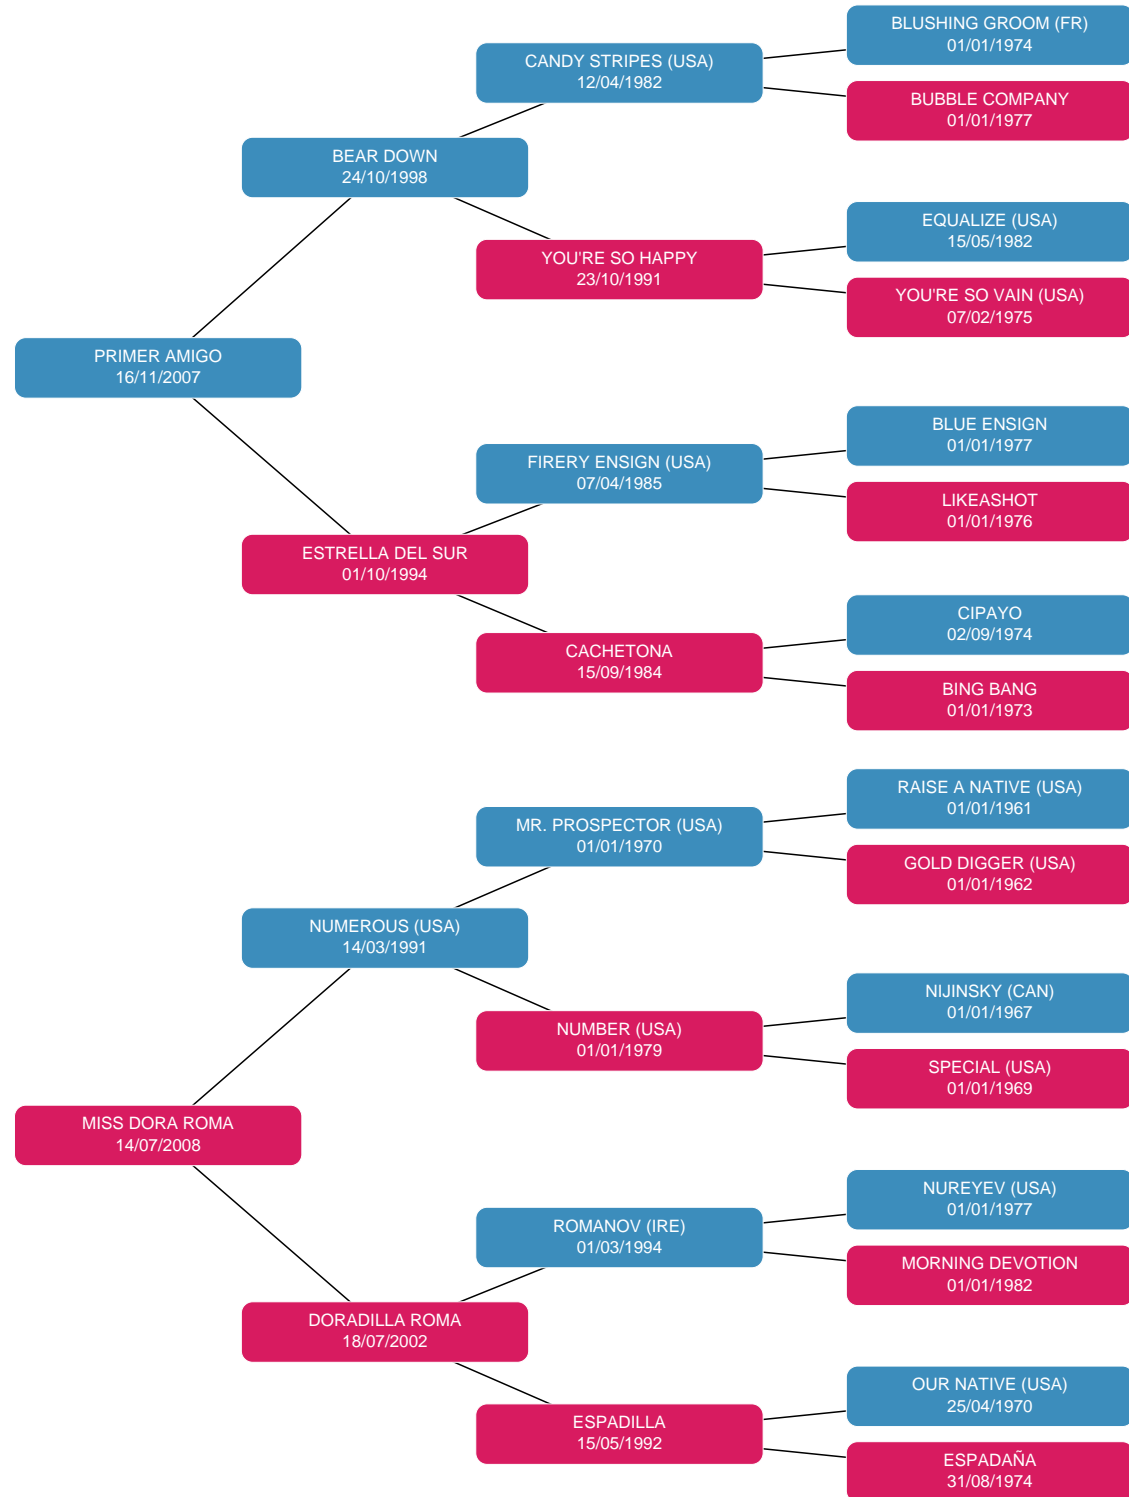 BLUSHING GROOM (FR)
01/01/1974
CANDY STRIPES (USA)
12/04/1982
BUBBLE COMPANY
01/01/1977
BEAR DOWN
24/10/1998
EQUALIZE (USA)
15/05/1982
YOU'RE SO HAPPY
23/10/1991
YOU'RE SO VAIN (USA)
07/02/1975
PRIMER AMIGO
16/11/2007
BLUE ENSIGN
01/01/1977
FIRERY ENSIGN (USA)
07/04/1985
LIKEASHOT
01/01/1976
ESTRELLA DEL SUR
01/10/1994
CIPAYO
02/09/1974
CACHETONA
15/09/1984
BING BANG
01/01/1973
RAISE A NATIVE (USA)
01/01/1961
MR. PROSPECTOR (USA)
01/01/1970
GOLD DIGGER (USA)
01/01/1962
NUMEROUS (USA)
14/03/1991
NIJINSKY (CAN)
01/01/1967
NUMBER (USA)
01/01/1979
SPECIAL (USA)
01/01/1969
MISS DORA ROMA
14/07/2008
NUREYEV (USA)
01/01/1977
ROMANOV (IRE)
01/03/1994
MORNING DEVOTION
01/01/1982
DORADILLA ROMA
18/07/2002
OUR NATIVE (USA)
25/04/1970
ESPADILLA
15/05/1992
ESPADAÑA
31/08/1974